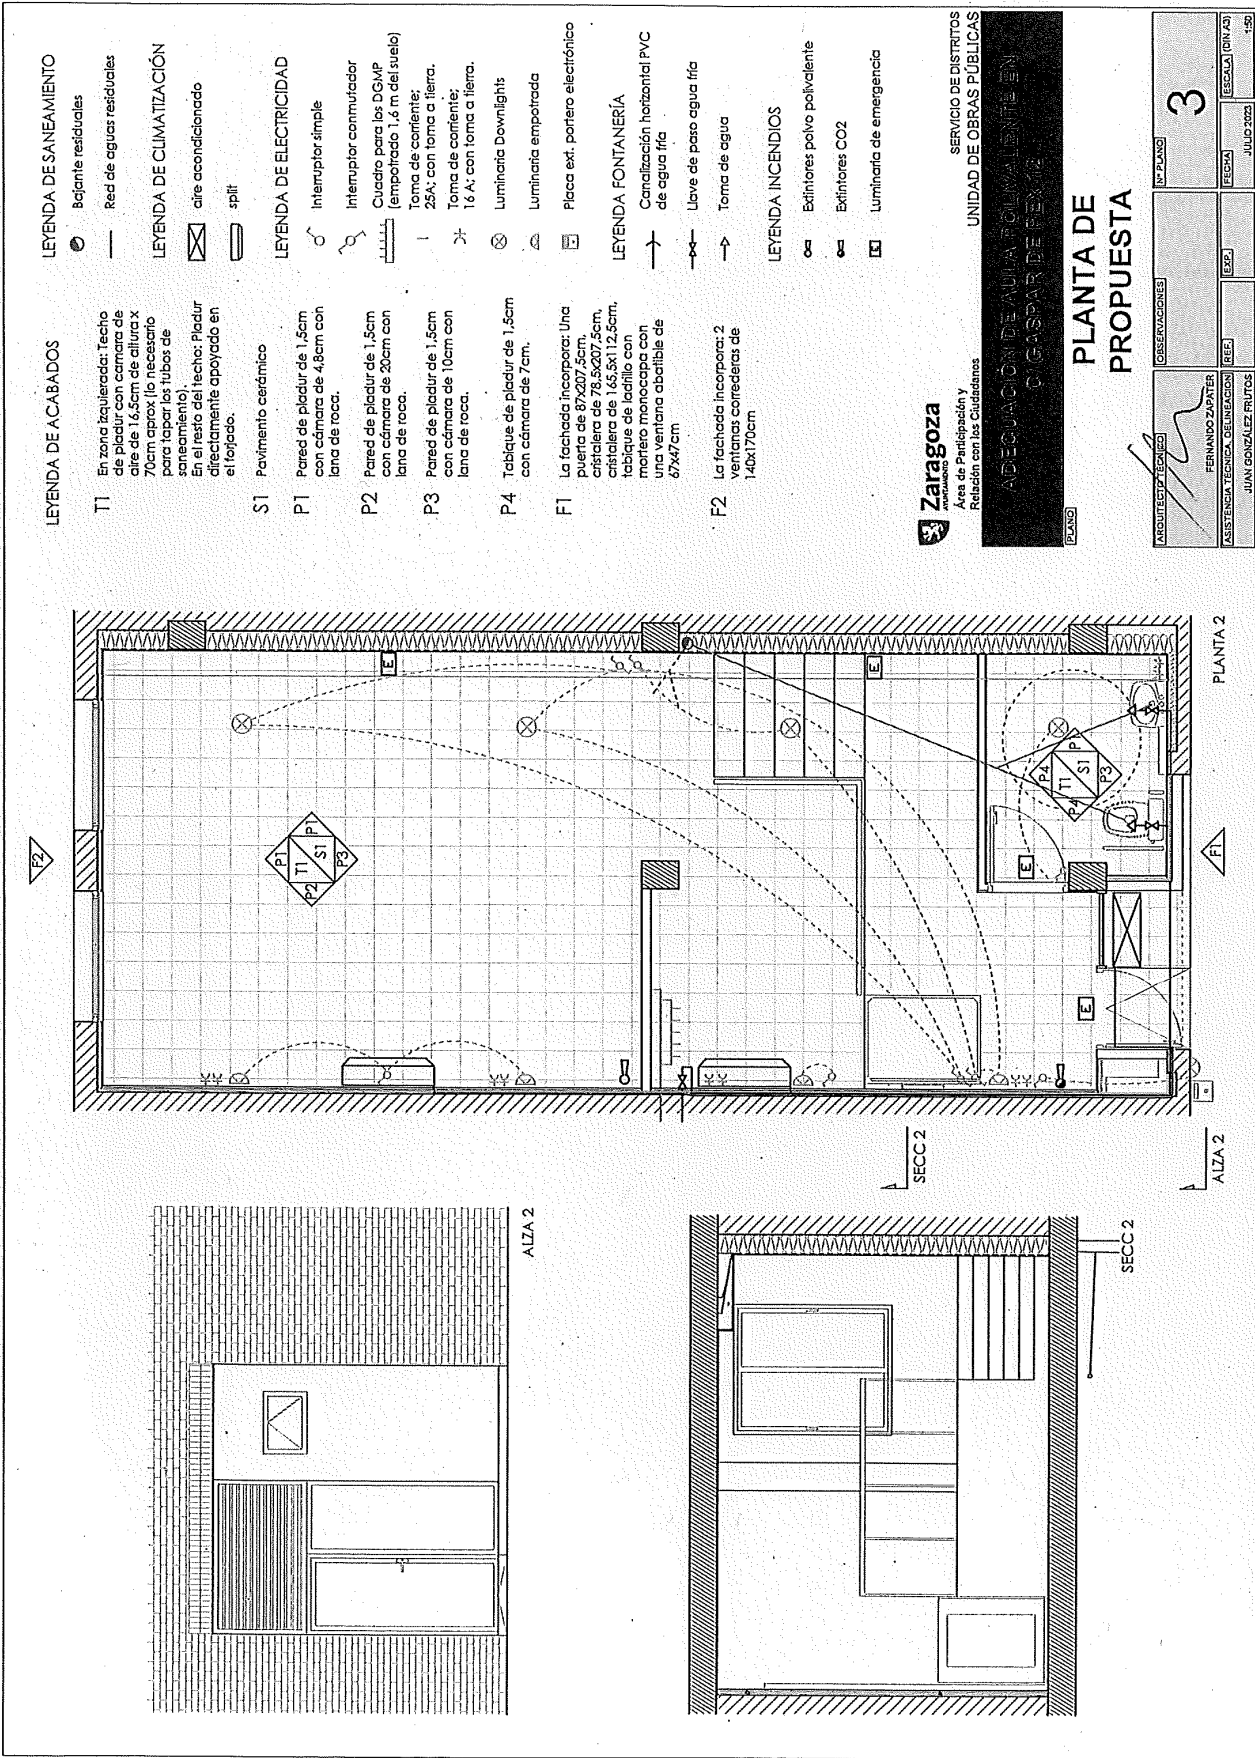 LEYENDA DE ACABADOS
T1
En zona izquierada: Techo
de pladur con camara de
aire de 16,5cm de altura x
70cm aprox (lo necesario
para tapar los tubos de
saneamiento).
En el resto del techo: Pladur
directamente apoyado en
el forjado.
S1
Pavimento cerámico
P1
Pared de pladur de 1,5cm
con cámara de 4,8cm con
lana de roca.
P2
Pared de pladur de 1,5cm
con cámara de 20cm con
lana de roca.
P3
Pared de pladur de 1,5cm
con cámara de 10cm con
lana de roca.
P4
Tabique de pladur de 1,5cm
con cámara de 7cm.
F1
La fachada incorpora: Una
puerta de 87x207,5cm,
cristalera de 78,5x207,5cm,
cristalera de 165,5x112,5cm,
tabique de ladrillo con
mortero monocapa con
una ventana abatible de
67x47cm
F2
La fachada incorpora: 2
ventanas correderas de
140x170cm
LEYENDA DE SANEAMIENTO
Bajante residuales
Red de aguas residuales
LEYENDA DE CLIMATIZACIÓN
aire acondicionado
split
LEYENDA DE ELECTRICIDAD
Interruptor simple
Interruptor conmutador
Cuadro para los DGMP
(empotrado 1,6 m del suelo)
Toma de corriente;
25A; con toma a tierra.
Toma de corriente;
16 A; con toma a tierra.
Luminaria Downlights
Luminaria empotrada
Placa ext. portero electrónico
LEYENDA FONTANERÍA
Canalización horizontal PVC
de agua fría
Llave de paso agua fría
Toma de agua
LEYENDA INCENDIOS
Extintores polvo polivalente
Extintores CO2
E
Luminaria de emergencia
Zaragoza
AYUNTAMIENTO
Área de Participación y
Relación con los Ciudadanos
SERVICIO DE DISTRITOS
UNIDAD DE OBRAS PÚBLICAS
ADECUACIÓN DE AULA POLIVALENTE EN
PLANO
PLANTA DE
PROPUESTA
ARQUITECTO TÉCNICO
FERNANDO ZAPATER
ASISTENCIA TECNICA, DELINEACION
JUAN GONZÁLEZ FRUTOS
OBSERVACIONES
Nº PLANO
3
REF.
EXP.
FECHA
JULIO 2023
ESCALA (DIN A3)
1:50
F2
P1
P2
T1
S1
P1
P3
E
E
P4
P4
T1
S1
P
P3
E
E
F1
PLANTA 2
SECC 2
ALZA 2
ALZA 2
SECC 2